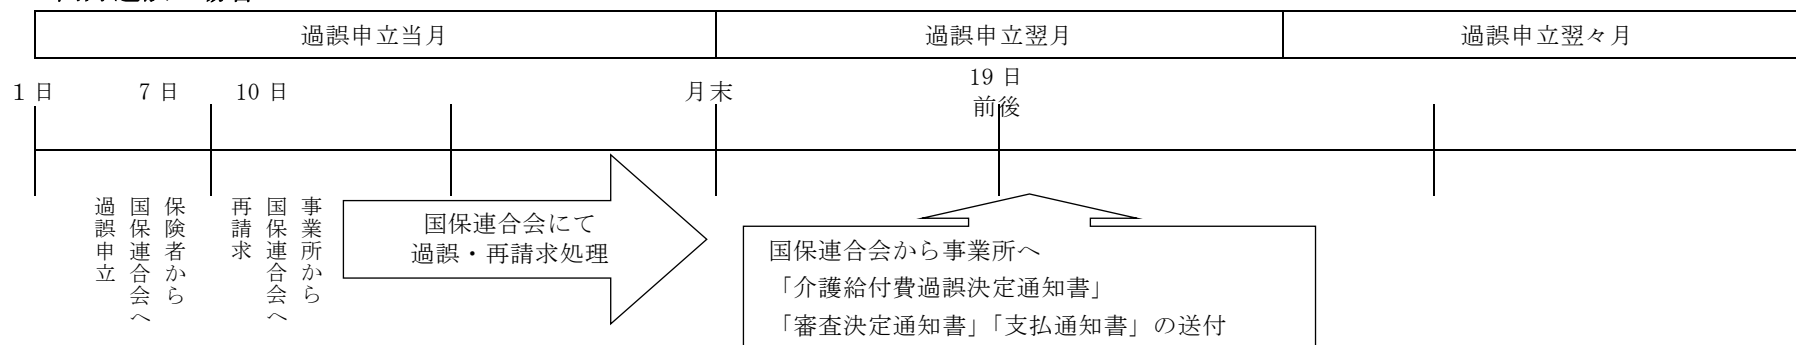 過誤申立当月
過誤申立翌月
過誤申立翌々月
1日
7日
10日
月末
19日
前後
保険者から
国保連合会へ
過誤申立
事業所から
国保連合会へ
再請求
国保連合会にて
過誤・再請求処理
国保連合会から事業所へ
「介護給付費過誤決定通知書」
「審査決定通知書」「支払通知書」の送付